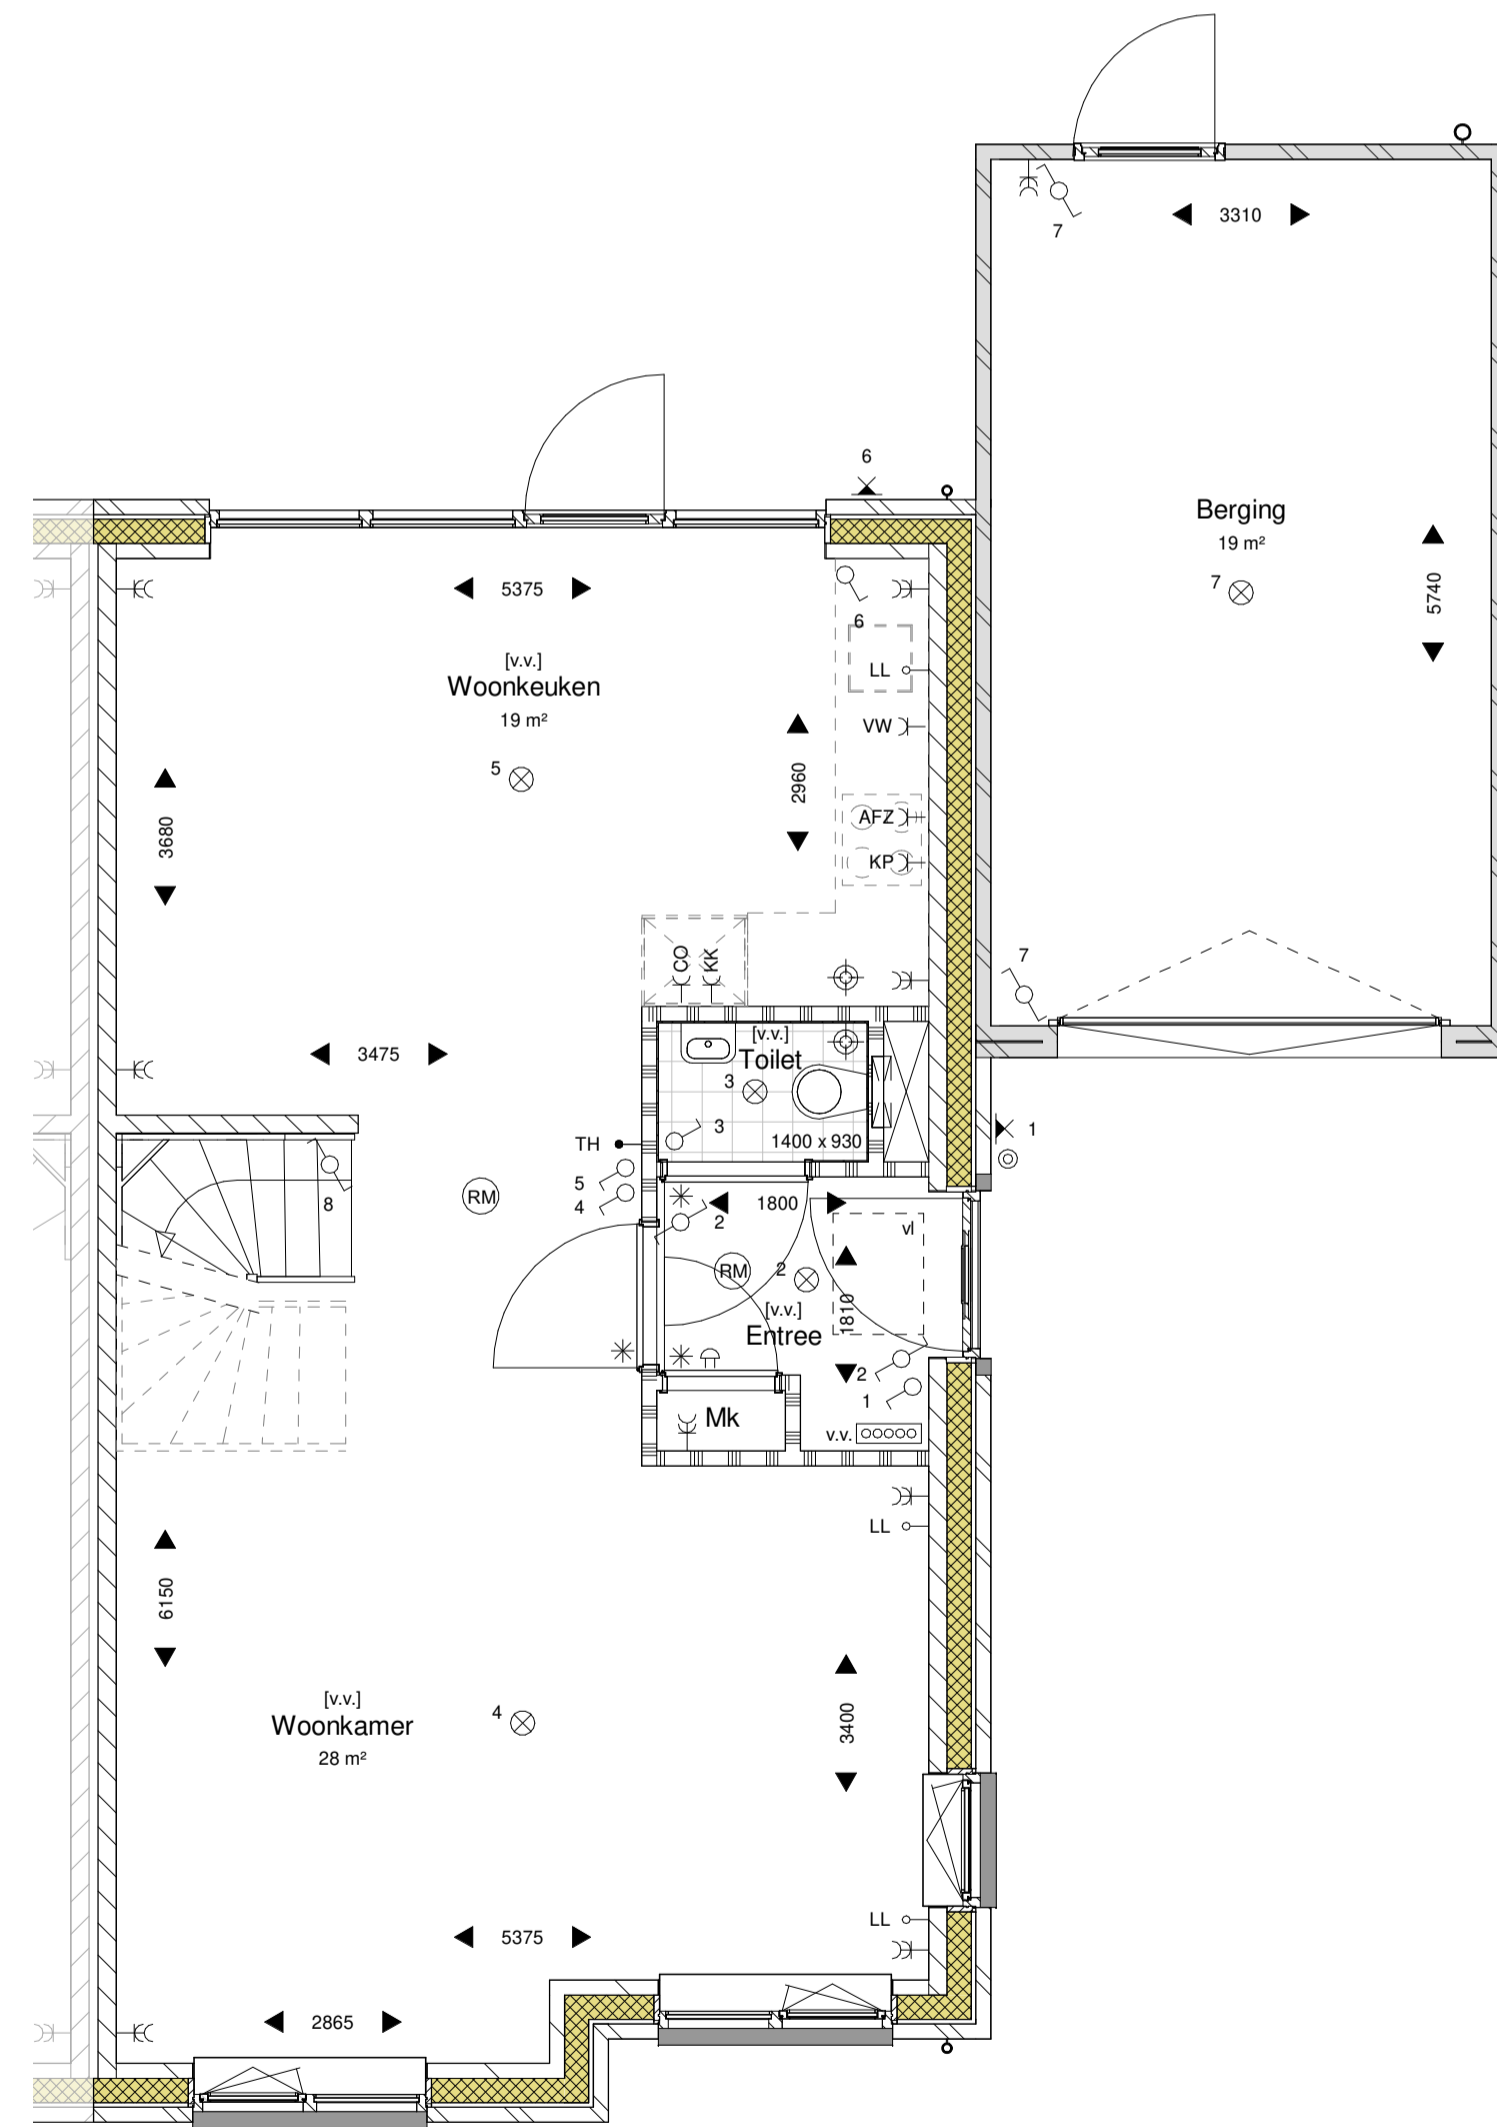 3310
7
6
Berging
19 m²
7
5740
5375
6
[v.v.]
Woonkeuken
19 m²
LL
VW
5
2960
3680
AFZ
KP
CO
KK
7
3475
[v.v.]
Toilet
3
3
1400 x 930
TH
1
5
4
8
RM
2
1800
vl
RM
2
1810
[v.v.]
Entree
2
1
Mk
v.v.
LL
6150
[v.v.]
Woonkamer
28 m²
4
3400
LL
5375
2865